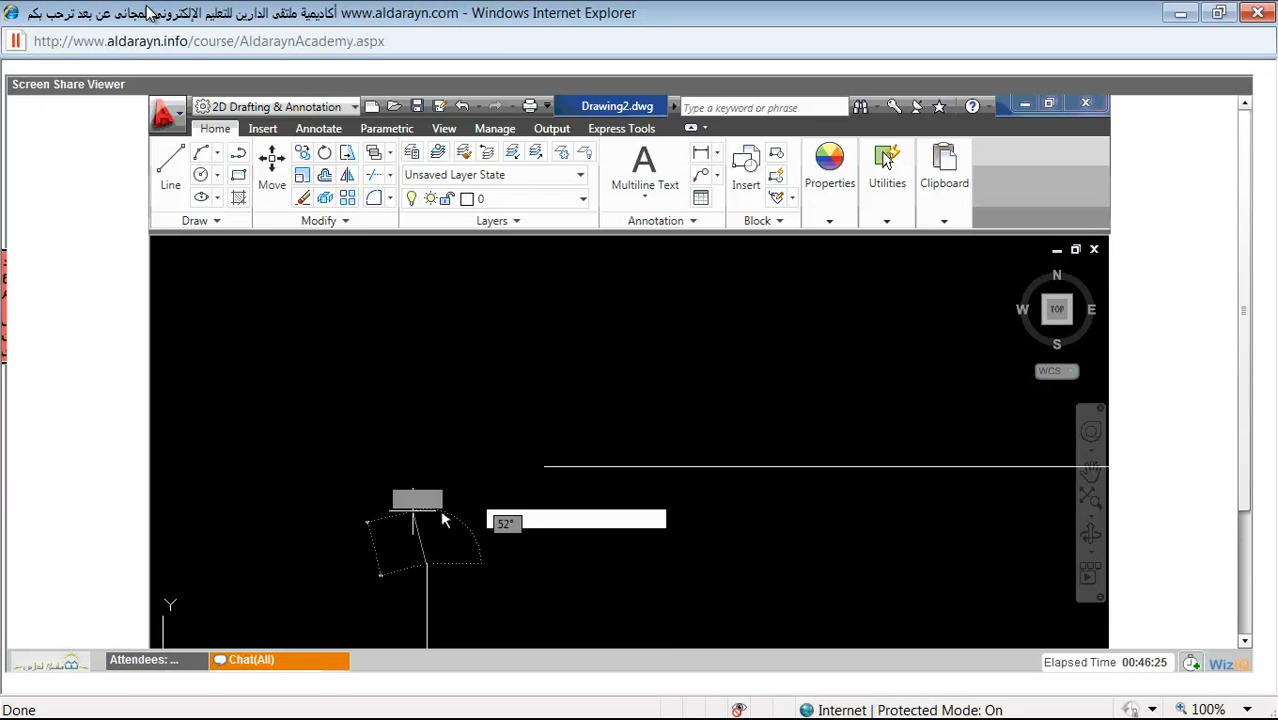 أكاديمية ملتقى الدارين للتعليم الإلكتروني المجانى عن بعد ترحب بكم www.aldarayn.com - Windows Internet Explorer
http://www.aldarayn.info/course/AldaraynAcademy.aspx
Screen Share Viewer
2D Drafting & Annotation
Drawing2.dwg
Type a keyword or phrase
Home Insert Annotate Parametric View Manage Output Express Tools
Line
Move
Unsaved Layer State
0
Multiline Text
Insert
Properties
Utilities
Clipboard
Draw
Modify
Layers
Annotation
Block
N
W
TOP
E
S
WCS
52°
Y
Attendees: ...
Chat(All)
Elapsed Time 00:46:25
WizIQ
Done
Internet | Protected Mode: On
100%